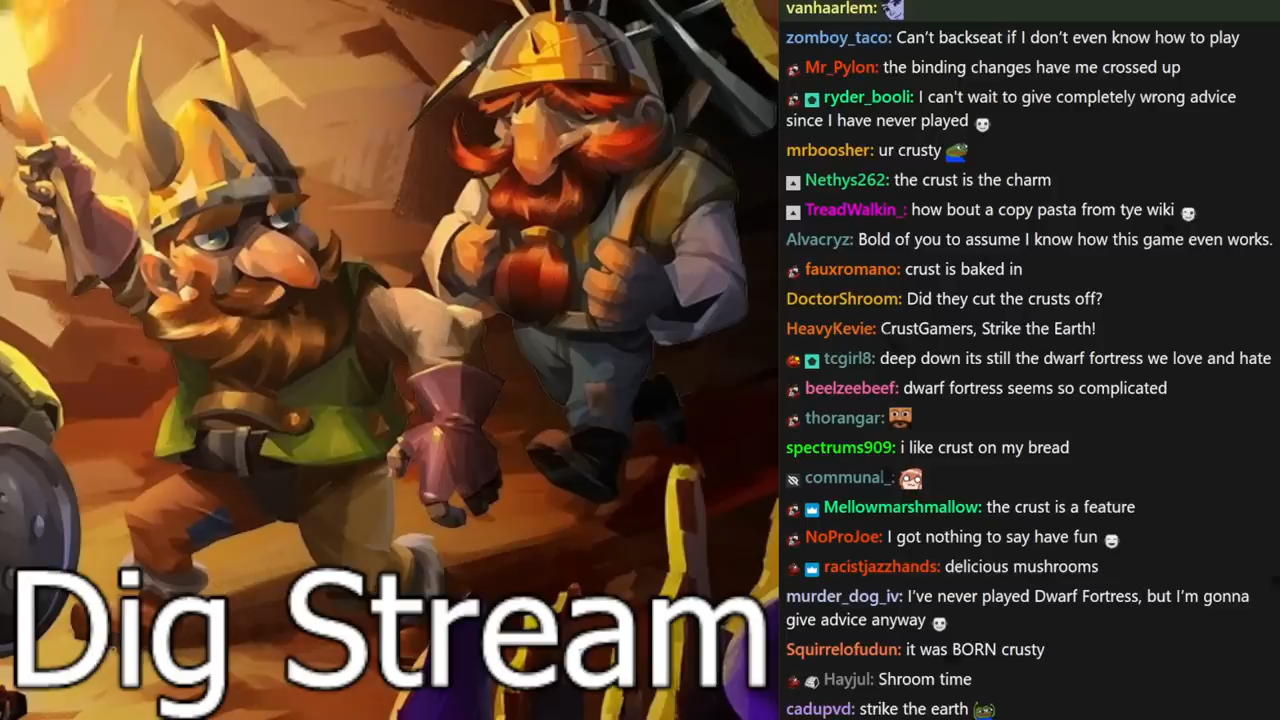 vanhaarlem:
zomboy_taco: Can't backseat if I don't even know how to play
Mr_Pylon: the binding changes have me crossed up
ryder_booli: I can't wait to give completely wrong advice
since I have never played
mrboosher: ur crusty
Nethys262: the crust is the charm
TreadWalkin_: how bout a copy pasta from tye wiki
Alvacryz: Bold of you to assume I know how this game even works.
fauxromano: crust is baked in
DoctorShroom: Did they cut the crusts off?
HeavyKevie: CrustGamers, Strike the Earth!
tcgirl8: deep down its still the dwarf fortress we love and hate
beelzeebeef: dwarf fortress seems so complicated
thorangar:
spectrums909: i like crust on my bread
communal_:
Mellowmarshmallow: the crust is a feature
NoProJoe: I got nothing to say have fun
racistjazzhands: delicious mushrooms
murder_dog_iv: I've never played Dwarf Fortress, but I'm gonna
give advice anyway
Squirrelofudun: it was BORN crusty
Hayjul: Shroom time
cadupvd: strike the earth
Dig Stream